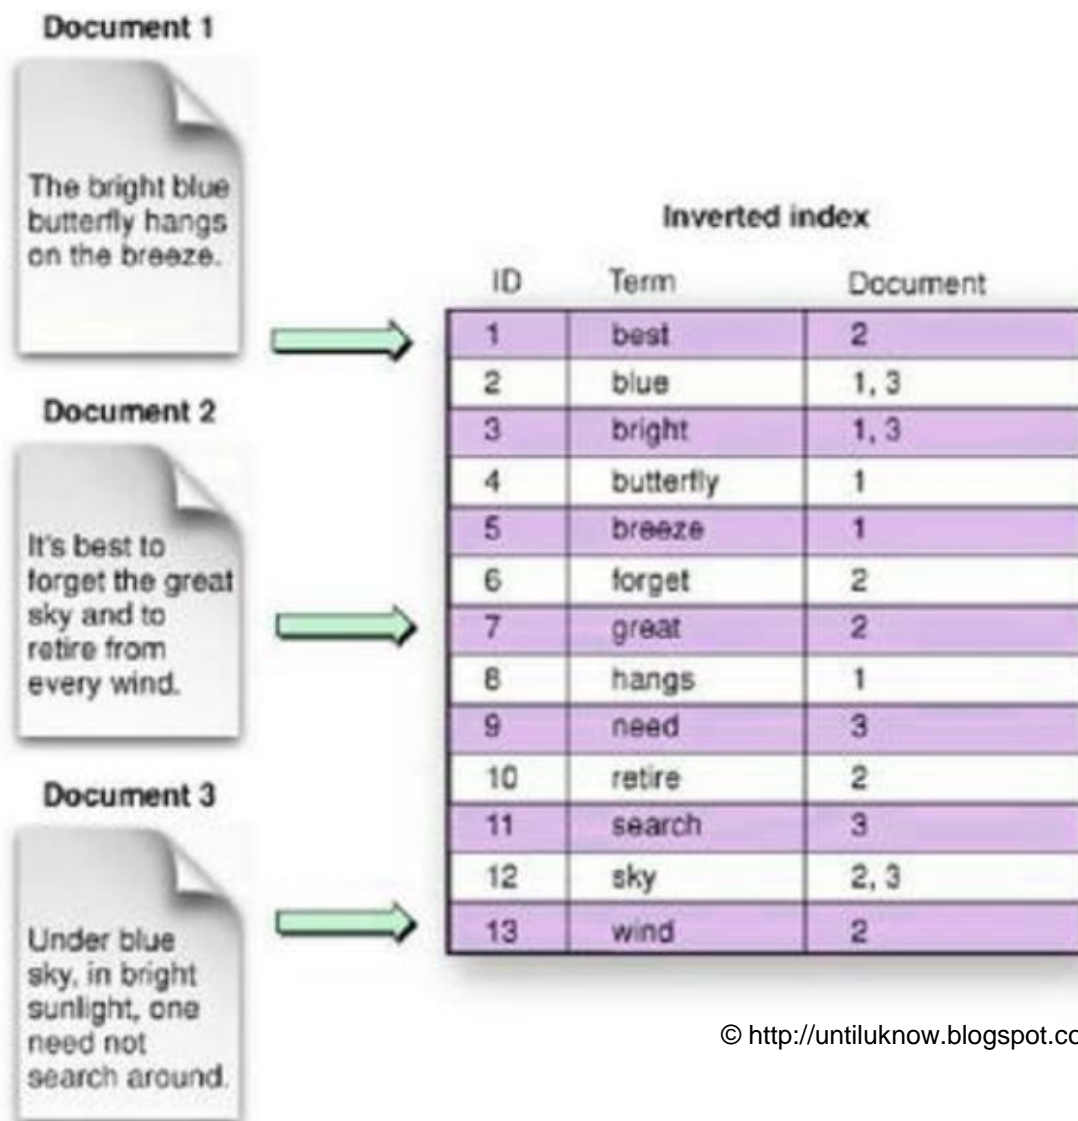 Document 1
The bright blue
butterfly hangs
on the breeze.
Document 2
It's best to
forget the great
sky and to
retire from
every wind.
Document 3
Under blue
sky, in bright
sunlight, one
need not
search around.
Inverted index
ID Term Document
1 best 2
2 blue 1, 3
3 bright 1, 3
4 butterfly 1
5 breeze 1
6 forget 2
7 great 2
8 hangs 1
9 need 3
10 retire 2
11 search 3
12 sky 2, 3
13 wind 2
© http://untiluknow.blogspot.co